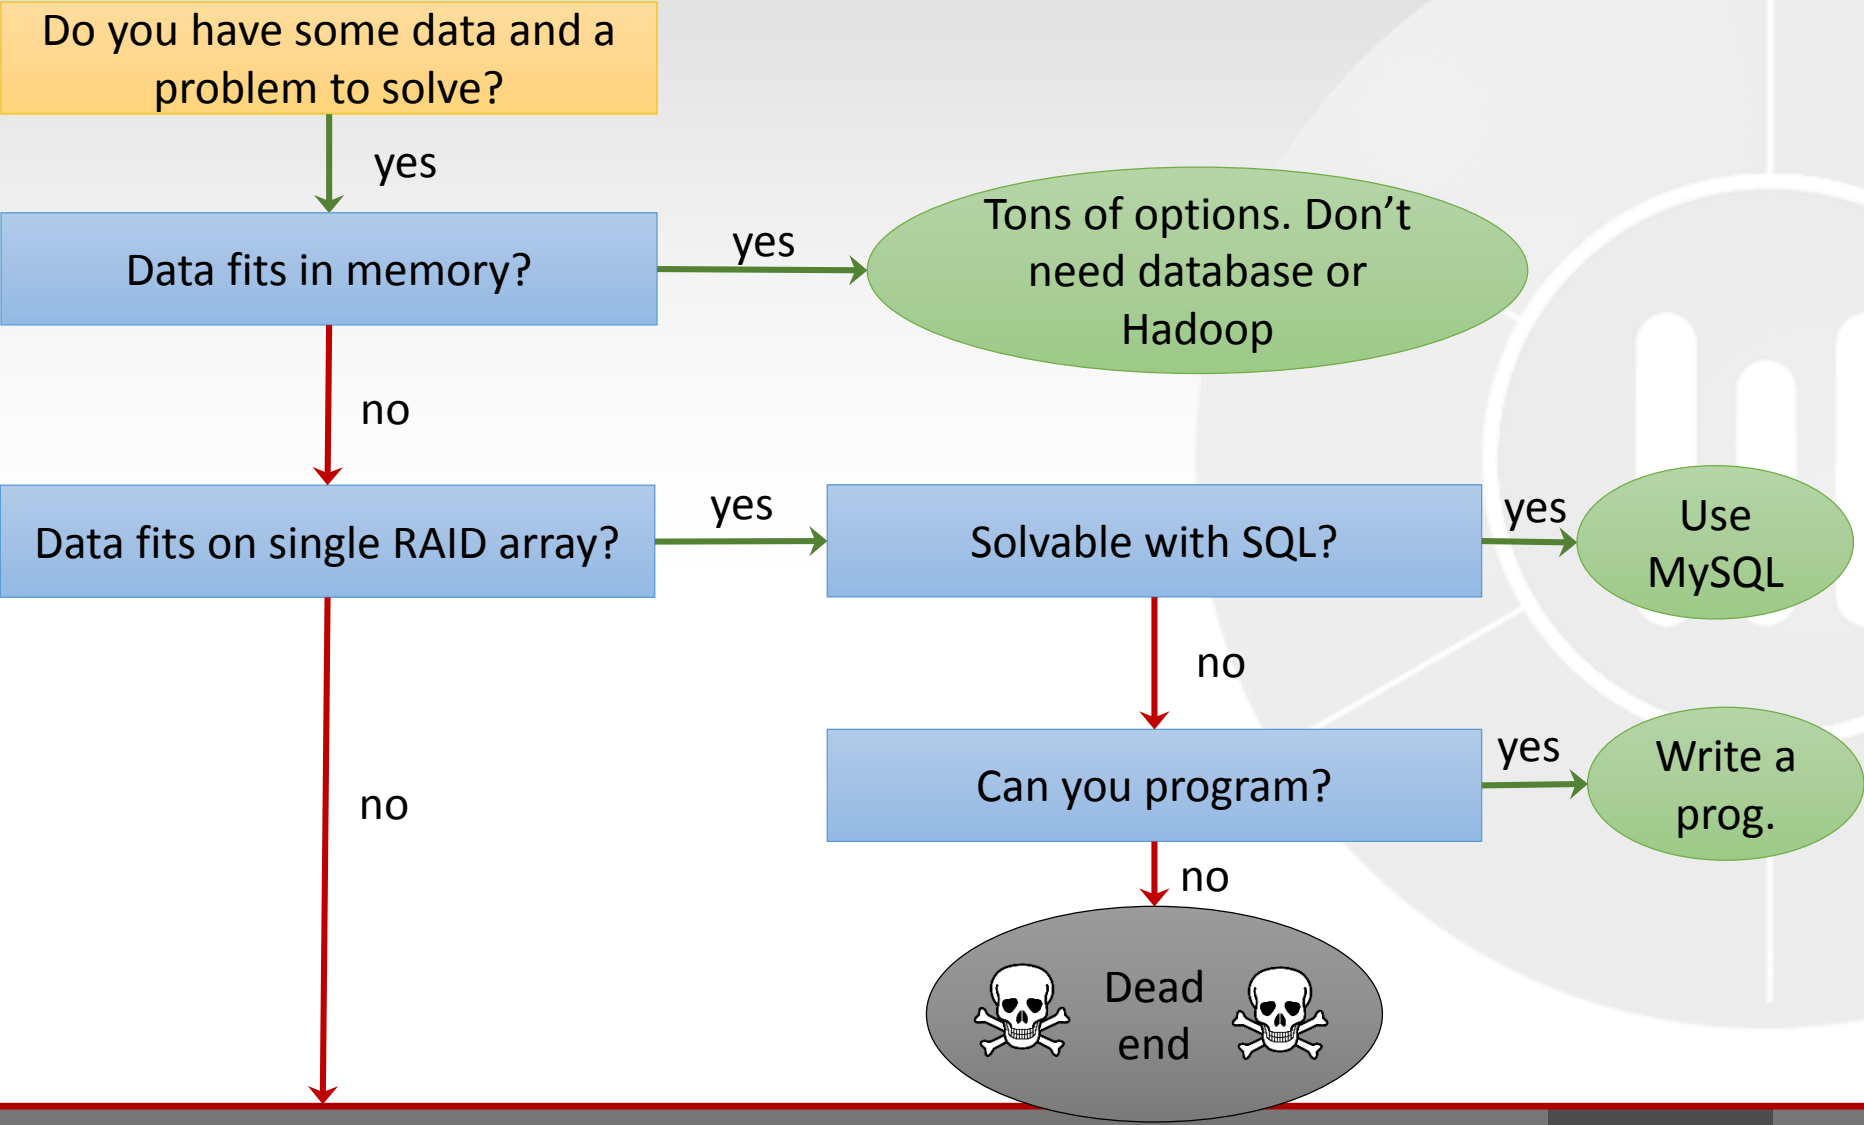 Do you have some data and a
problem to solve?
yes
Data fits in memory?
yes
Tons of options. Don’t
need database or
Hadoop
no
Data fits on single RAID array?
yes
Solvable with SQL?
yes
Use
MySQL
no
no
Can you program?
yes
Write a
prog.
no
Dead
end